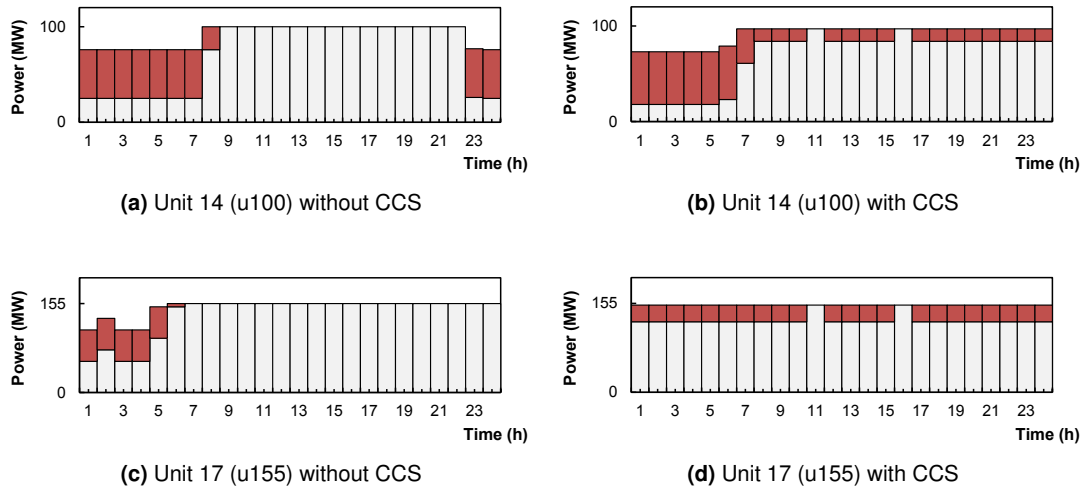 Power (MW)
100
0
1 3 5 7 9 11 13 15 17 19 21 23
Time (h)
(a) Unit 14 (u100) without CCS
Power (MW)
100
0
1 3 5 7 9 11 13 15 17 19 21 23
Time (h)
(b) Unit 14 (u100) with CCS
Power (MW)
155
0
1 3 5 7 9 11 13 15 17 19 21 23
Time (h)
(c) Unit 17 (u155) without CCS
Power (MW)
155
0
1 3 5 7 9 11 13 15 17 19 21 23
Time (h)
(d) Unit 17 (u155) with CCS